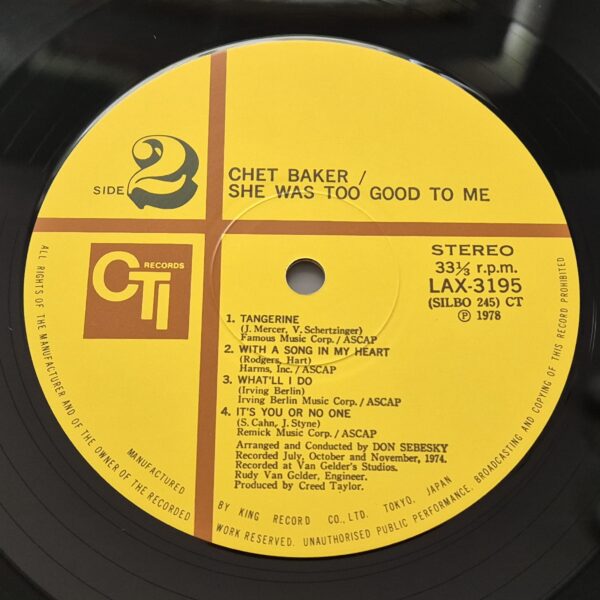 SIDE 2
CHET BAKER /
SHE WAS TOO GOOD TO ME
CTI RECORDS
STEREO
33⅓ r.p.m.
LAX-3195
(SILBO 245) CT
Ⓟ 1978
1. TANGERINE
(J. Mercer, V. Schertzinger)
Famous Music Corp. / ASCAP
2. WITH A SONG IN MY HEART
(Rodgers, Hart)
Harms, Inc. / ASCAP
3. WHAT'LL I DO
(Irving Berlin)
Irving Berlin Music Corp. / ASCAP
4. IT'S YOU OR NO ONE
(S. Cahn, J. Styne)
Remick Music Corp. / ASCAP
Arranged and Conducted by DON SEBESKY
Recorded July, October and November, 1974.
Recorded at Van Gelder's Studios.
Rudy Van Gelder, Engineer.
Produced by Creed Taylor.
MANUFACTURED BY KING RECORD CO., LTD. TOKYO, JAPAN
ALL RIGHTS OF THE MANUFACTURER AND OF THE OWNER OF THE RECORDED WORK RESERVED. UNAUTHORISED PUBLIC PERFORMANCE, BROADCASTING AND COPYING OF THIS RECORD PROHIBITED